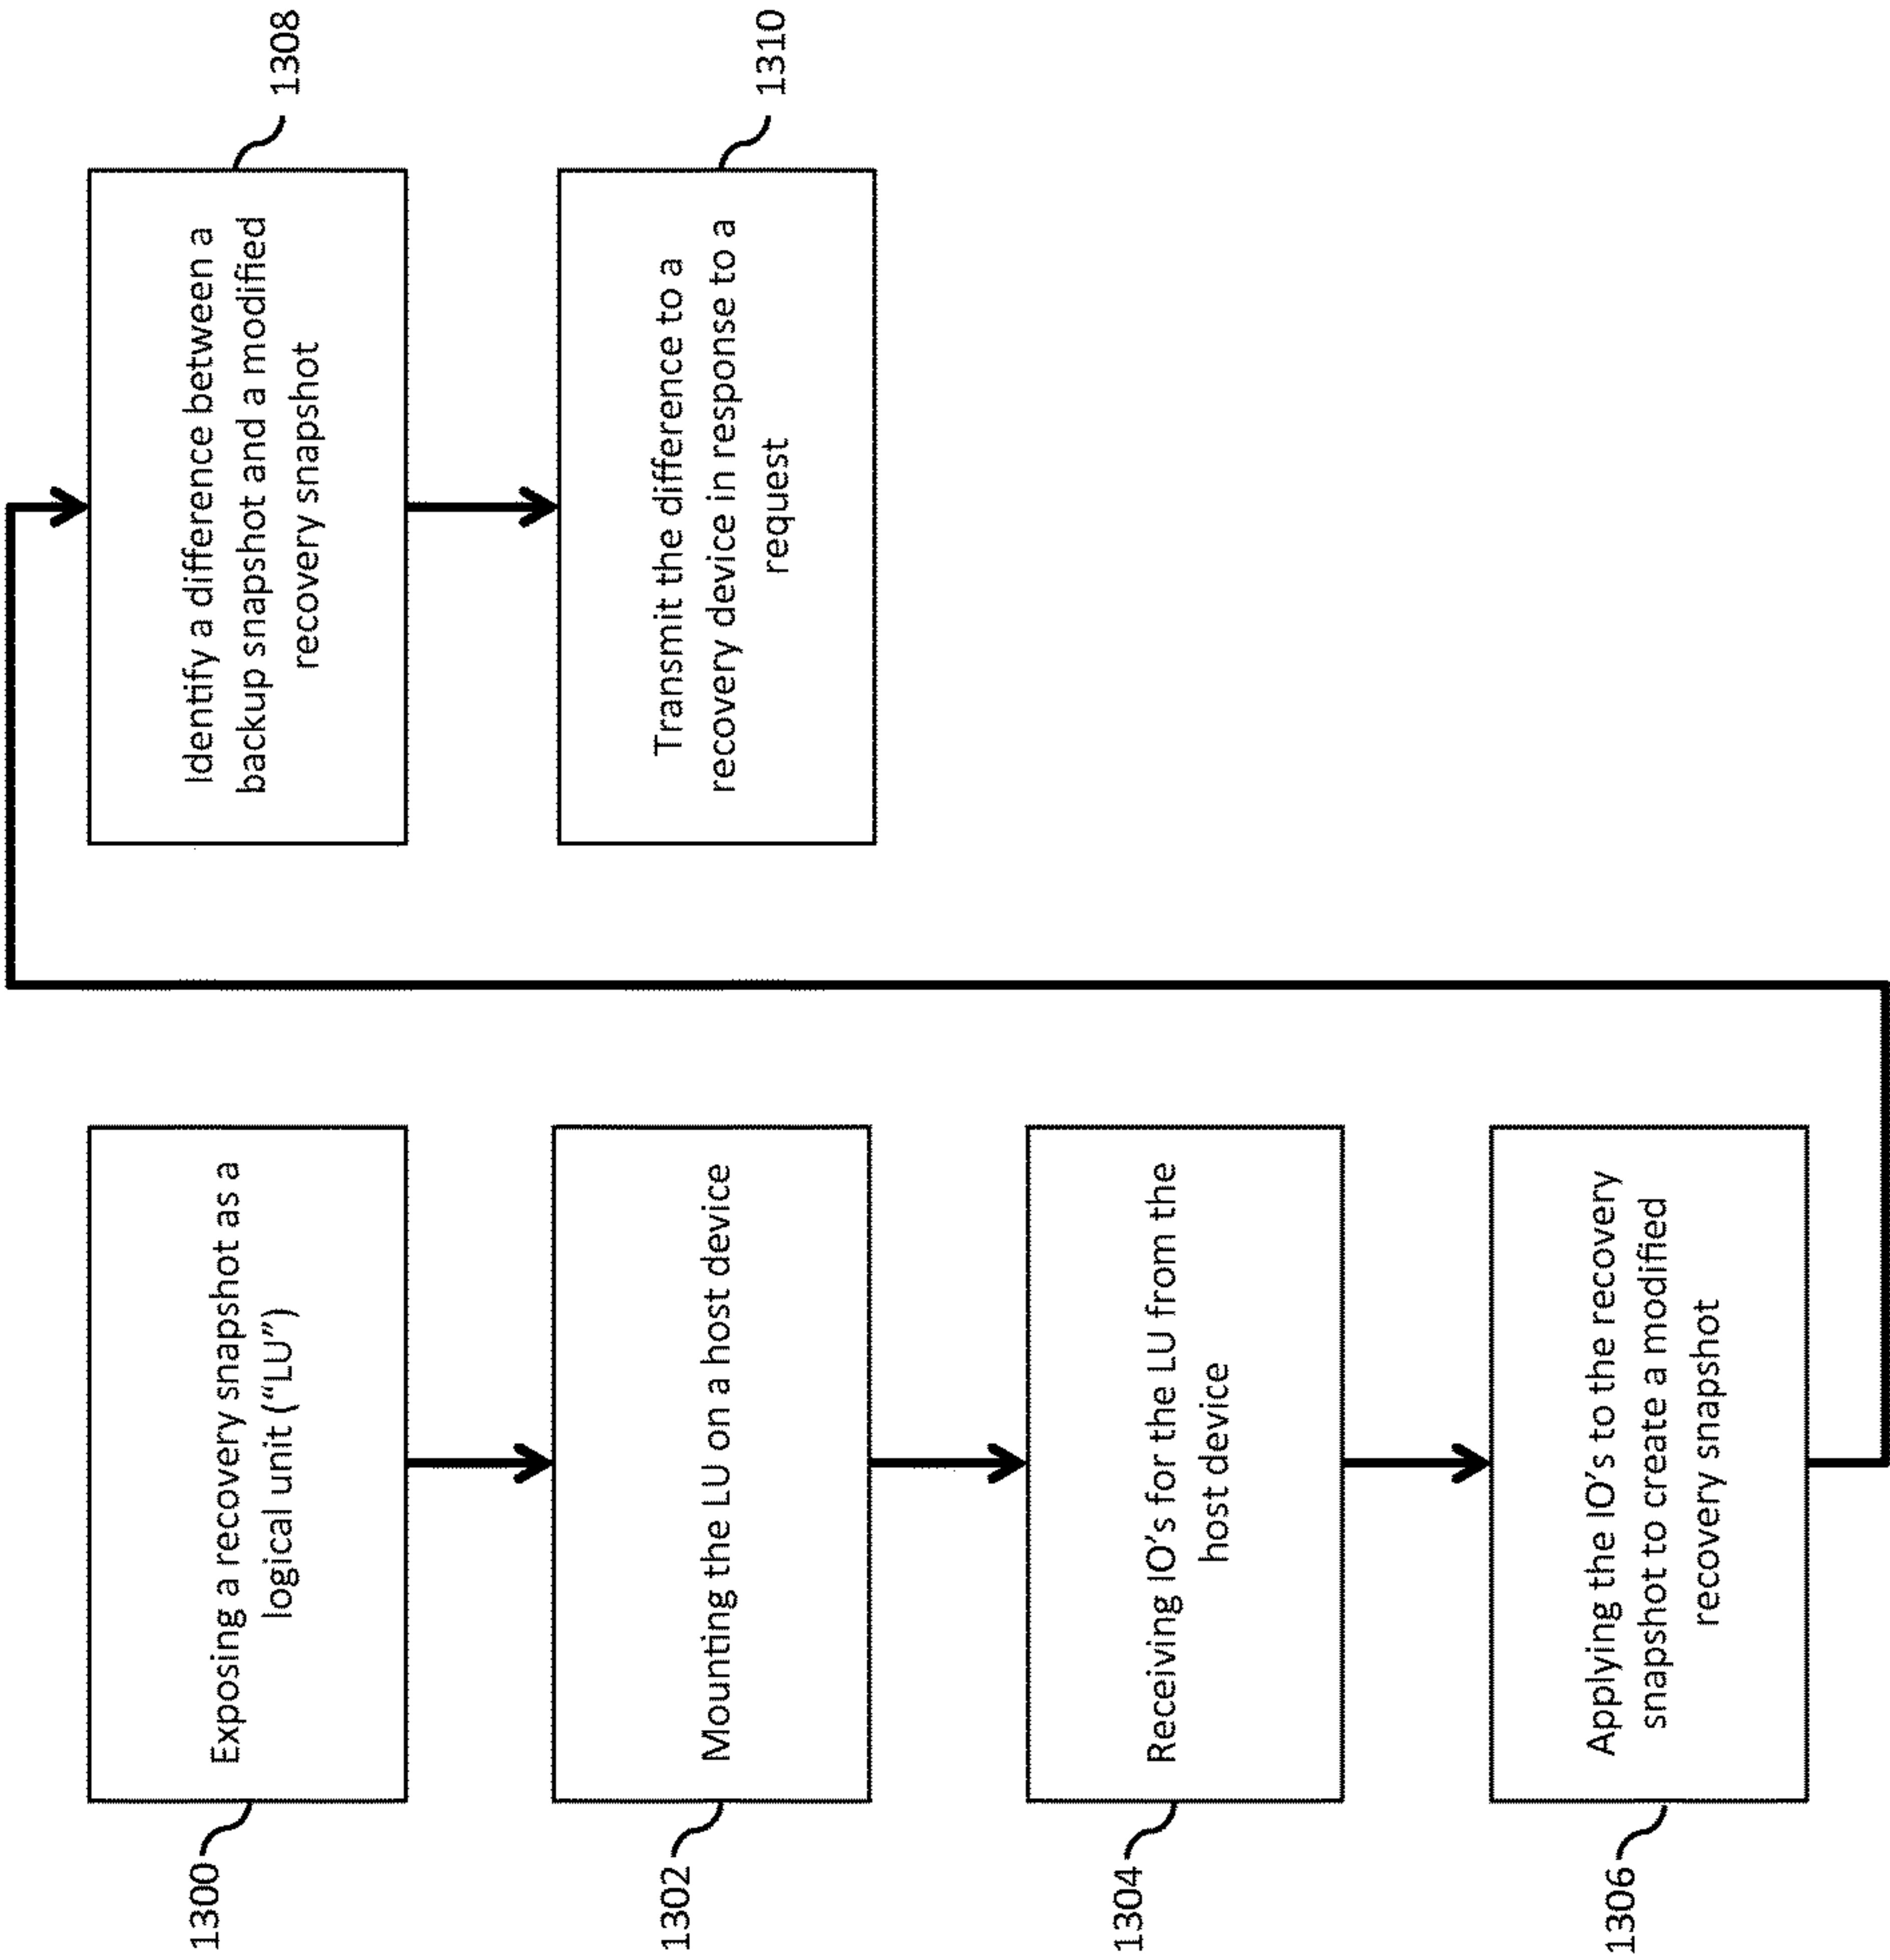 1300
Exposing a recovery snapshot as a
logical unit (“LU”)
1302
Mounting the LU on a host device
1304
Receiving IO’s for the LU from the
host device
1306
Applying the IO’s to the recovery
snapshot to create a modified
recovery snapshot
1308
Identify a difference between a
backup snapshot and a modified
recovery snapshot
1310
Transmit the difference to a
recovery device in response to a
request